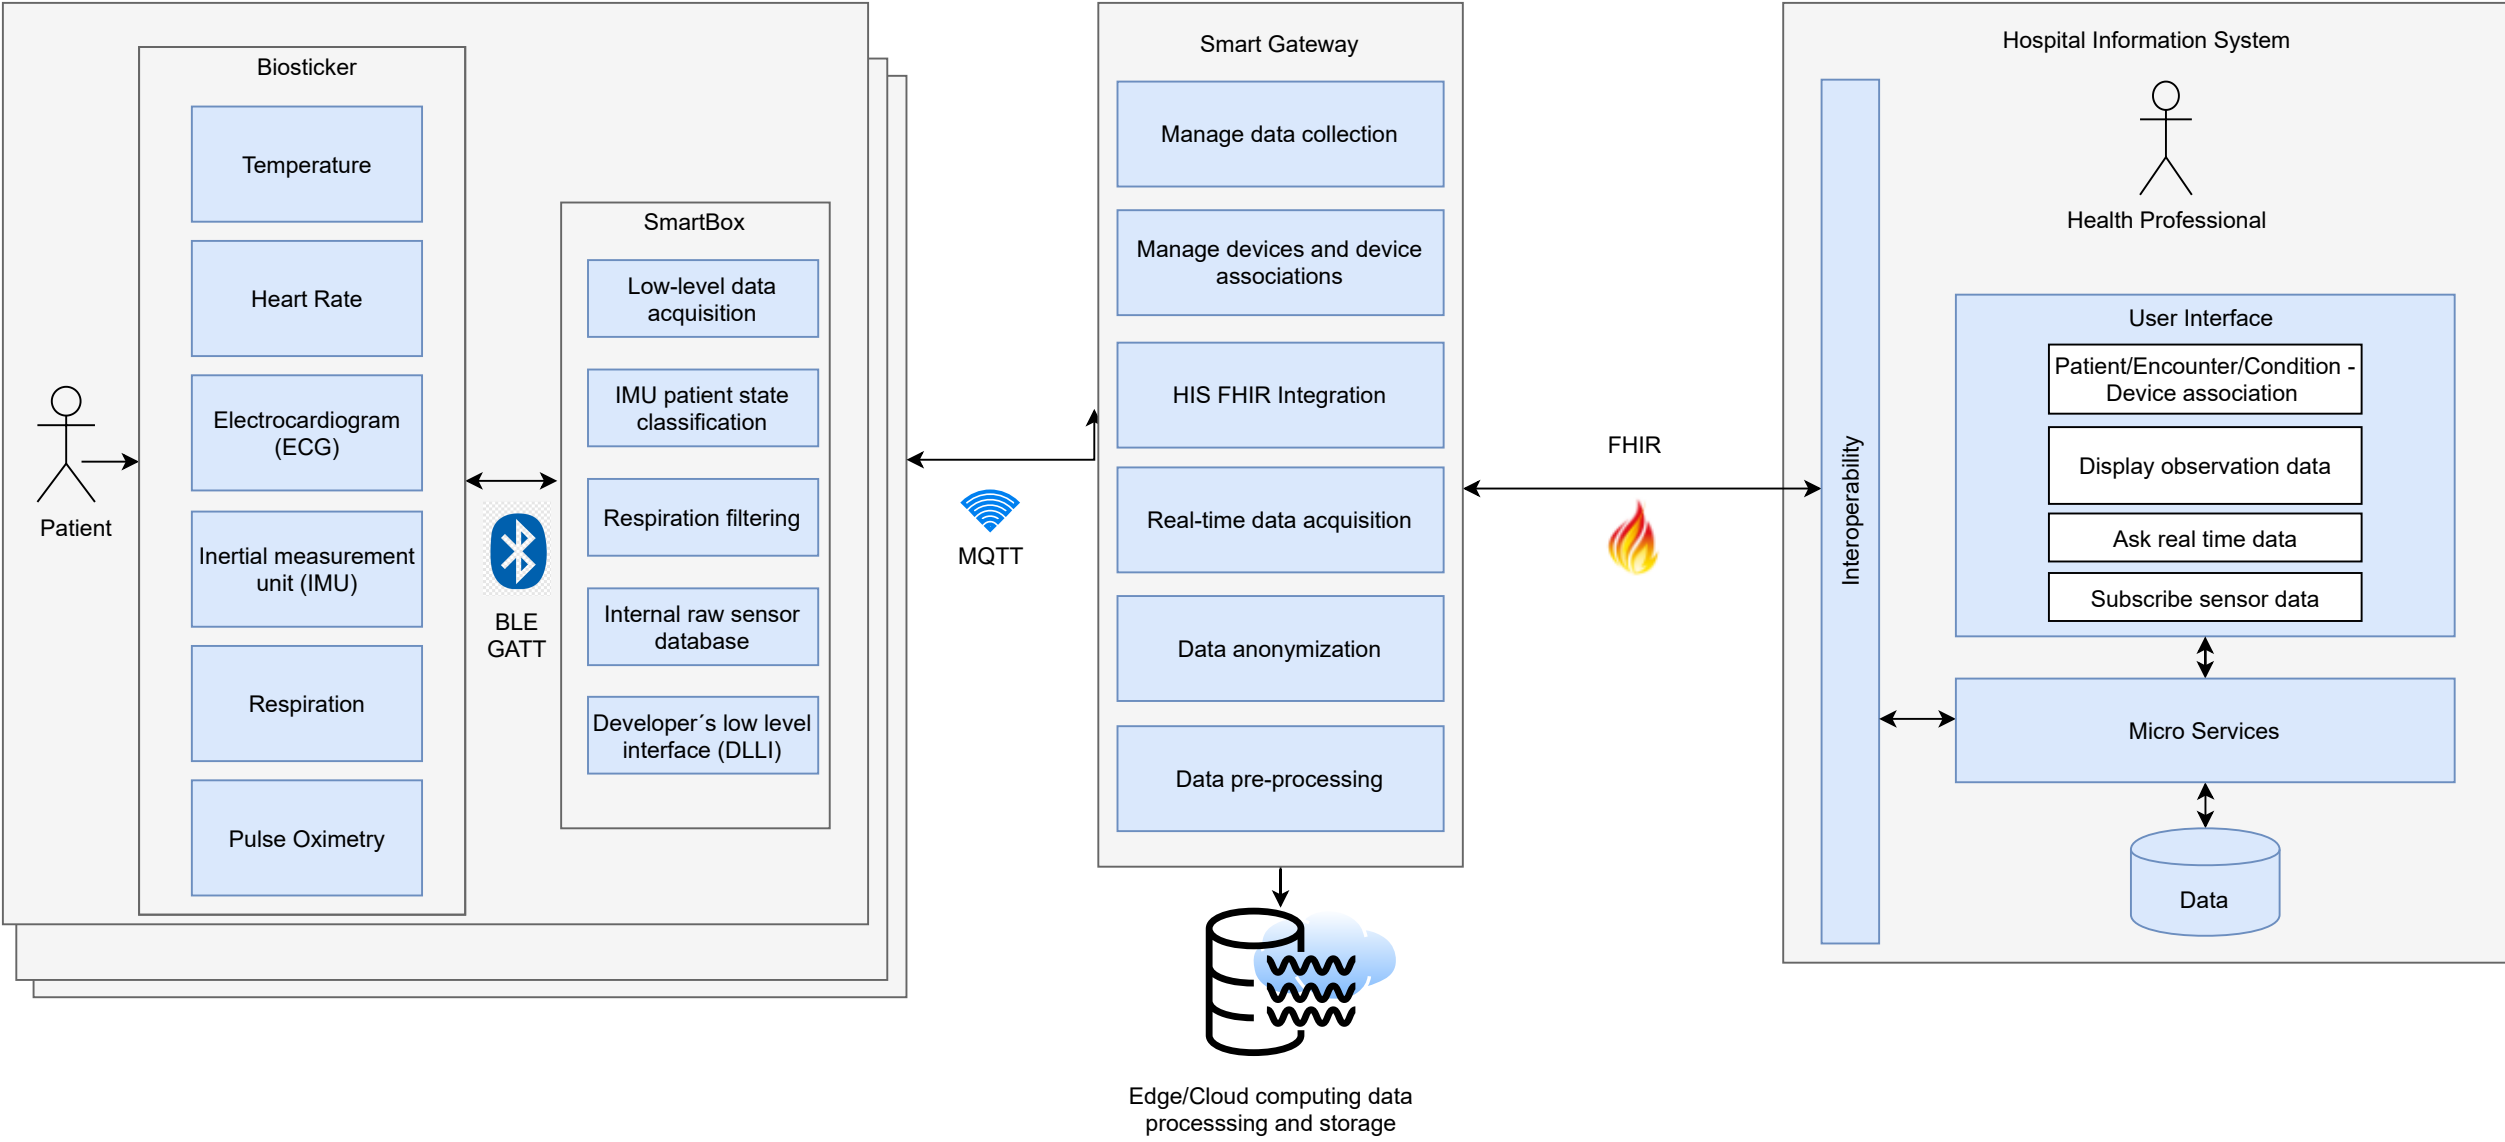 Biosticker
Temperature
Heart Rate
Electrocardiogram
(ECG)
Inertial measurement
unit (IMU)
Respiration
Pulse Oximetry
Patient
BLE
GATT
SmartBox
Low-level data
acquisition
IMU patient state
classification
Respiration filtering
Internal raw sensor
database
Developer´s low level
interface (DLLI)
MQTT
Smart Gateway
Manage data collection
Manage devices and device
associations
HIS FHIR Integration
Real-time data acquisition
Data anonymization
Data pre-processing
Edge/Cloud computing data
processsing and storage
FHIR
Hospital Information System
Interoperability
Health Professional
User Interface
Patient/Encounter/Condition -
Device association
Display observation data
Ask real time data
Subscribe sensor data
Micro Services
Data